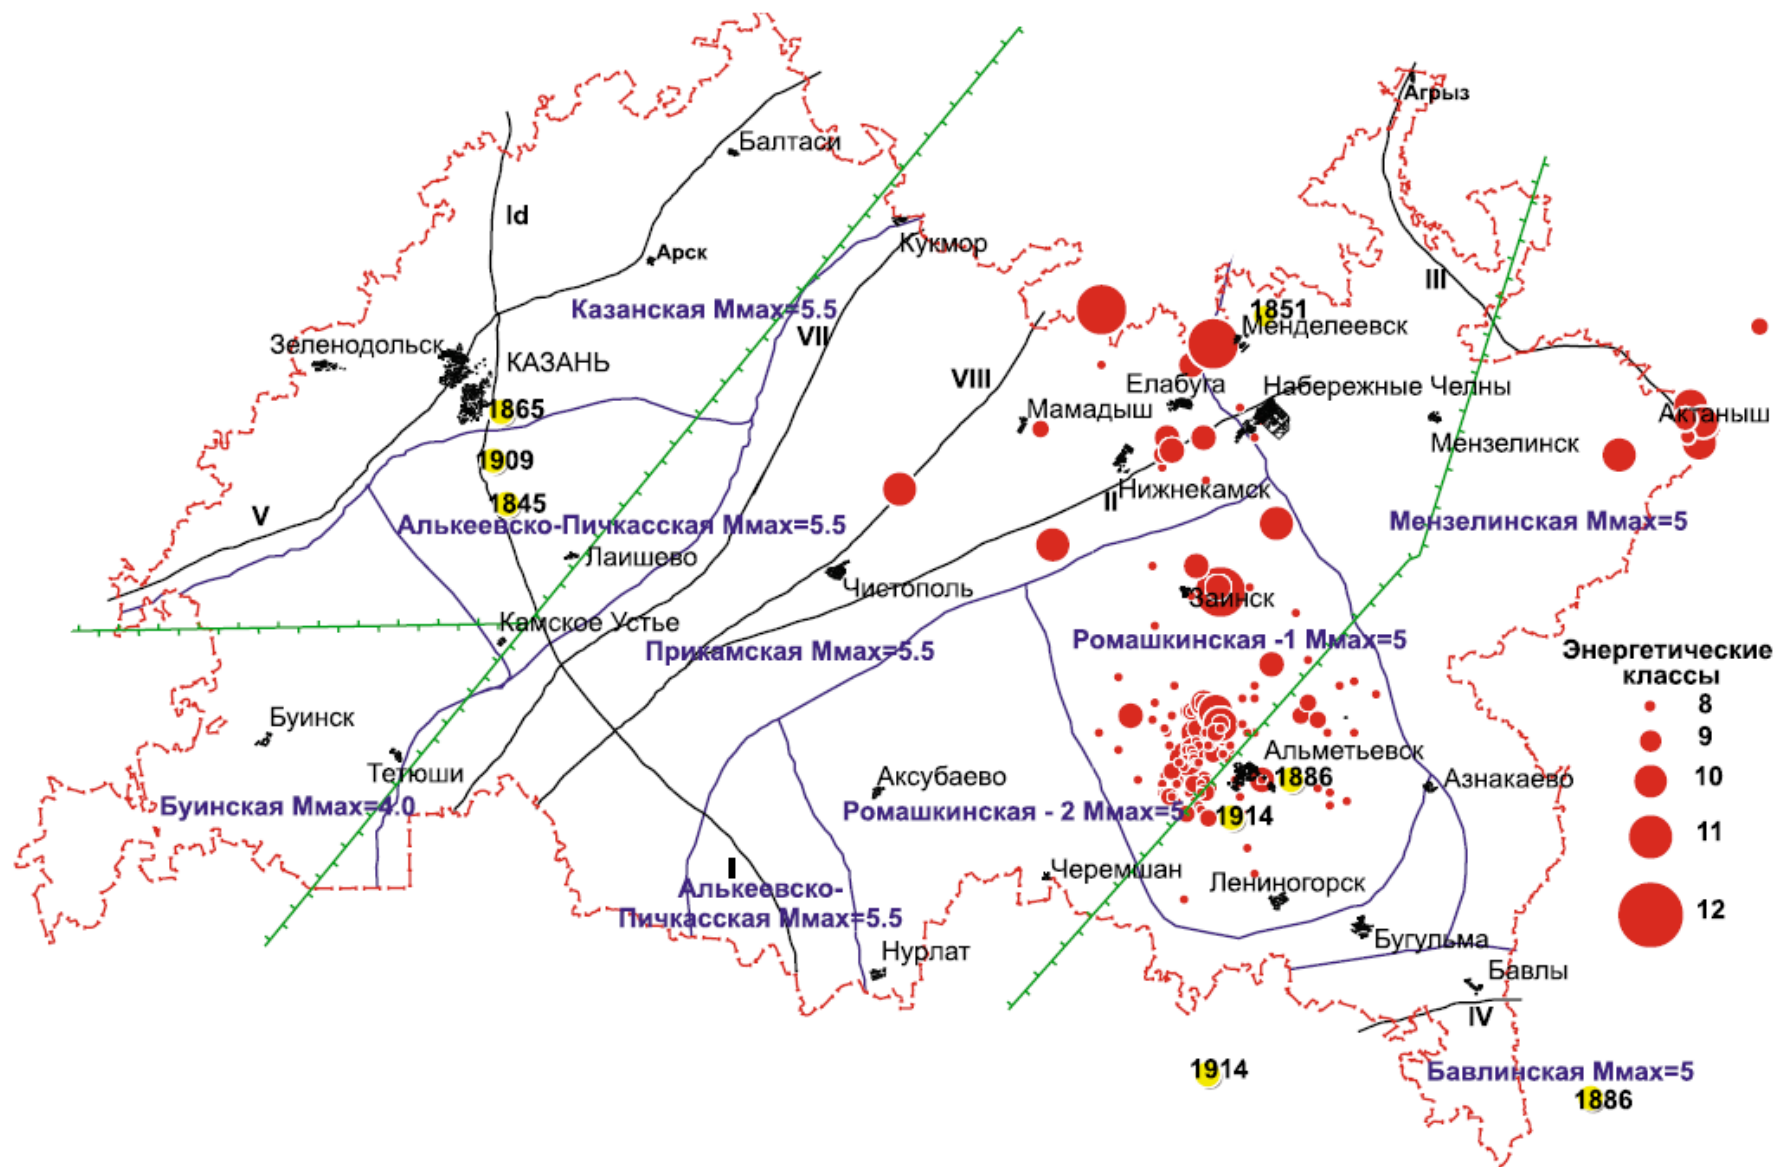 Агрыз
Балтаси
Id
Кукмор
Арск
III
Казанская Ммах=5.5
1851
Менделеевск
VII
Зеленодольск
КАЗАНЬ
VIII
Елабуга
Набережные Челны
1865
Мамадыш
Актаныш
Мензелинск
1909
Нижнекамск
II
1845
V
Алькеевско-Пичкасская Ммах=5.5
Мензелинская Ммах=5
Лаишево
Чистополь
Заинск
Камское Устье
Прикамская Ммах=5.5
Ромашкинская -1 Ммах=5
Энергетические
классы
8
9
10
11
12
Буинск
Тетюши
Альметьевск
Аксубаево
1886
Азнакаево
Буинская Ммах=4.0
Ромашкинская - 2 Ммах=5
1914
I
Черемшан
Лениногорск
Алькеевско-
Пичкасская Ммах=5.5
Нурлат
Бугульма
Бавлы
IV
1914
Бавлинская Ммах=5
1886